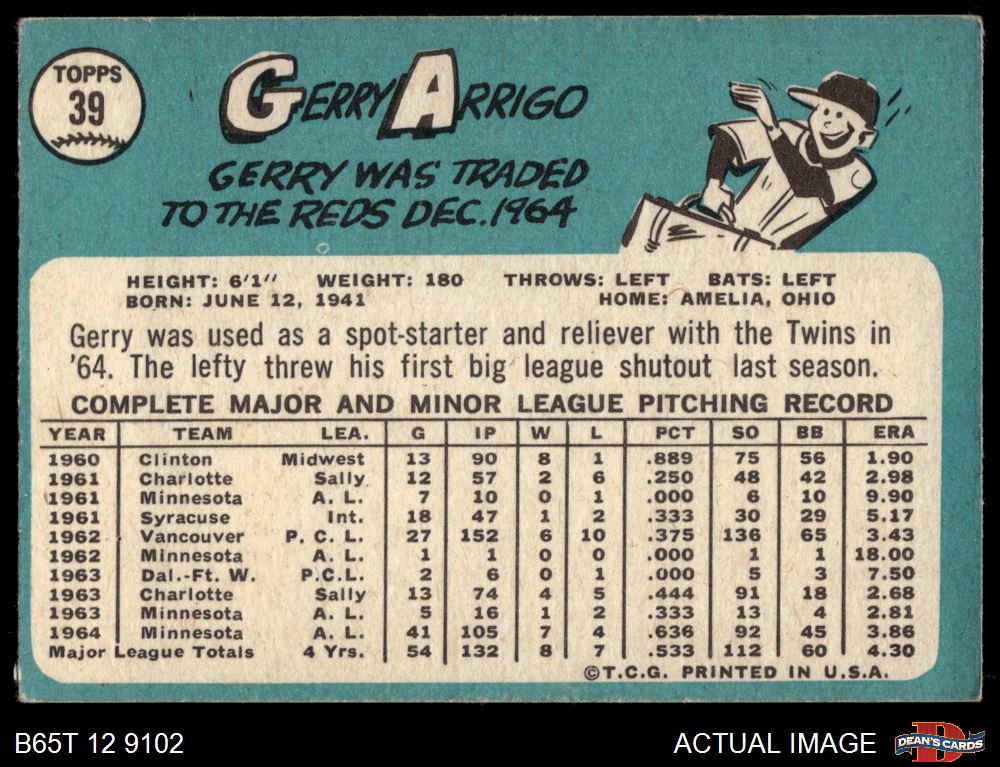 TOPPS
39
GERRY ARRIGO
GERRY WAS TRADED
TO THE REDS DEC. 1964
HEIGHT: 6'1" WEIGHT: 180 THROWS: LEFT BATS: LEFT
BORN: JUNE 12, 1941 HOME: AMELIA, OHIO
Gerry was used as a spot-starter and reliever with the Twins in
'64. The lefty threw his first big league shutout last season.
COMPLETE MAJOR AND MINOR LEAGUE PITCHING RECORD
YEAR TEAM LEA. G IP W L PCT SO BB ERA
1960 Clinton Midwest 13 90 8 1 .889 75 56 1.90
1961 Charlotte Sally 12 57 2 6 .250 48 42 2.98
1961 Minnesota A. L. 7 10 0 1 .000 6 10 9.90
1961 Syracuse Int. 18 47 1 2 .333 30 29 5.17
1962 Vancouver P. C. L. 27 152 6 10 .375 136 65 3.43
1962 Minnesota A. L. 1 1 0 0 .000 1 1 18.00
1963 Dal.-Ft. W. P.C.L. 2 6 0 1 .000 5 3 7.50
1963 Charlotte Sally 13 74 4 5 .444 91 18 2.68
1963 Minnesota A. L. 5 16 1 2 .333 13 4 2.81
1964 Minnesota A. L. 41 105 7 4 .636 92 45 3.86
Major League Totals 4 Yrs. 54 132 8 7 .533 112 60 4.30
©T.C.G. PRINTED IN U.S.A.
B65T 12 9102 ACTUAL IMAGE
D
DEAN'S CARDS